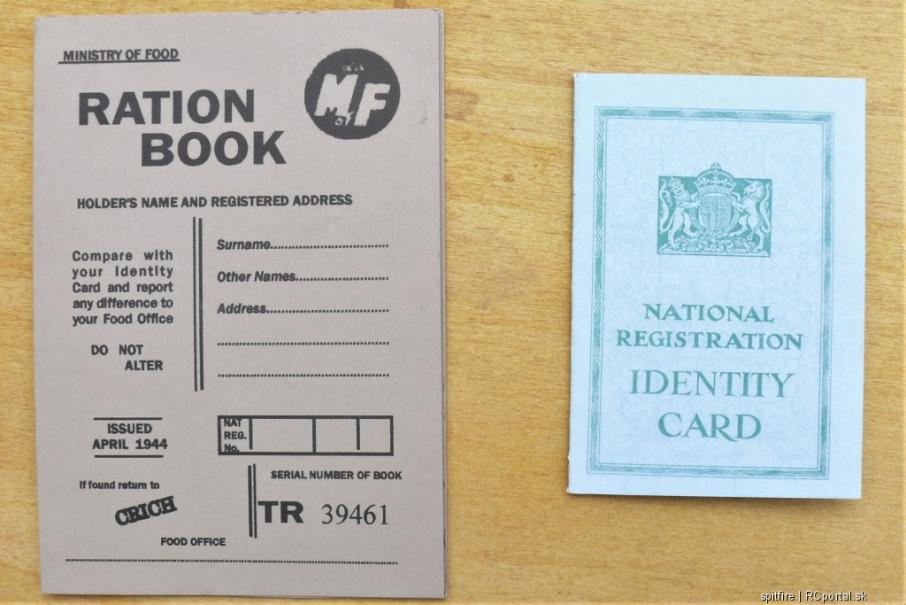 MINISTRY OF FOOD
MF
RATION
BOOK
HOLDER'S NAME AND REGISTERED ADDRESS
Compare with
your Identity
Card and report
any difference to
your Food Office
DO NOT
ALTER
Surname
Other Names
Address
ISSUED
APRIL 1944
NAT
REG.
No.
If found return to
CRICH
FOOD OFFICE
SERIAL NUMBER OF BOOK
TR 39461
NATIONAL
REGISTRATION
IDENTITY
CARD
spitfire | RCportal.sk